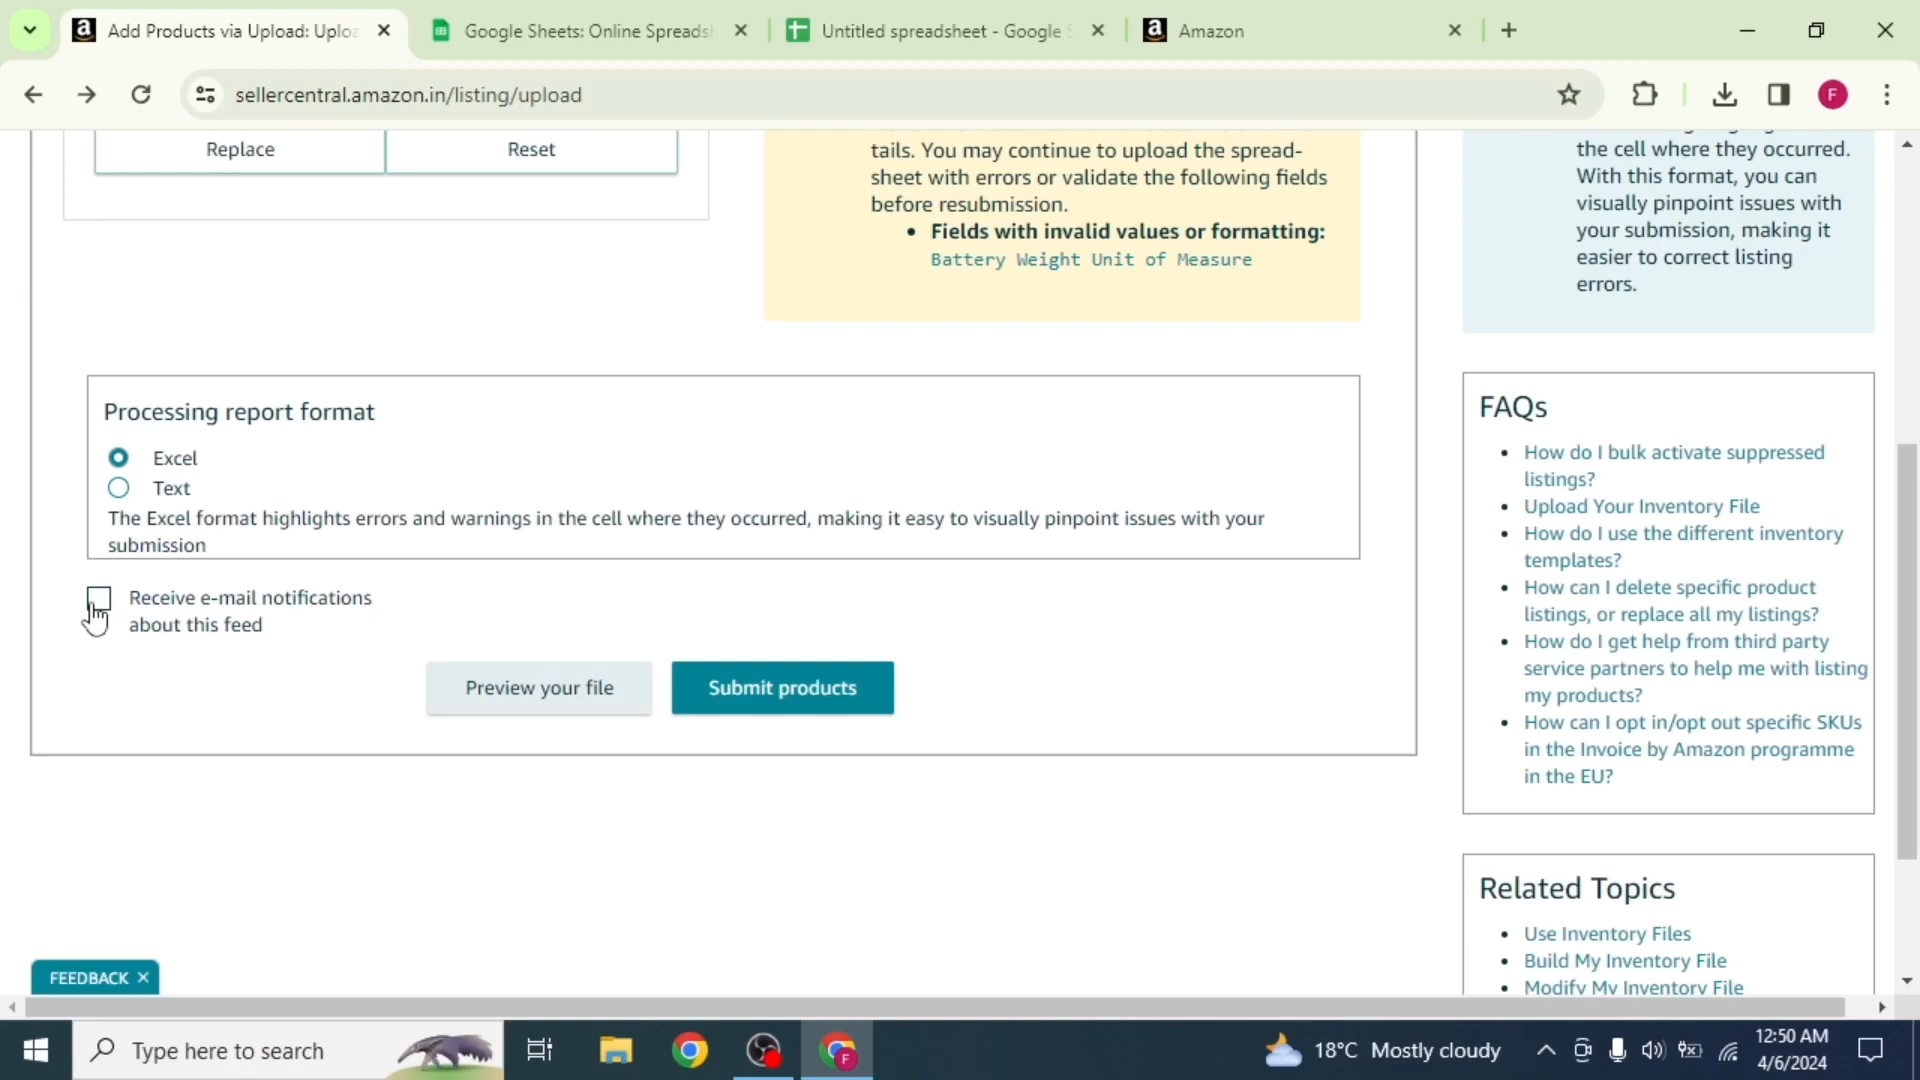 Add Products via Upload: Uplo
Google Sheets: Online Spreads
Untitled spreadsheet - Google S
Amazon
sellercentral.amazon.in/listing/upload
F
Replace
Reset
tails. You may continue to upload the spread-
sheet with errors or validate the following fields
before resubmission.
• Fields with invalid values or formatting:
Battery Weight Unit of Measure
the cell where they occurred.
With this format, you can
visually pinpoint issues with
your submission, making it
easier to correct listing
errors.
Processing report format
Excel
Text
The Excel format highlights errors and warnings in the cell where they occurred, making it easy to visually pinpoint issues with your
submission
Receive e-mail notifications
about this feed
Preview your file
Submit products
FAQs
• How do I bulk activate suppressed
listings?
• Upload Your Inventory File
• How do I use the different inventory
templates?
• How can I delete specific product
listings, or replace all my listings?
• How do I get help from third party
service partners to help me with listing
my products?
• How can I opt in/opt out specific SKUs
in the Invoice by Amazon programme
in the EU?
Related Topics
• Use Inventory Files
• Build My Inventory File
• Modify My Inventory File
FEEDBACK
Type here to search
F
18°C Mostly cloudy
12:50 AM
4/6/2024